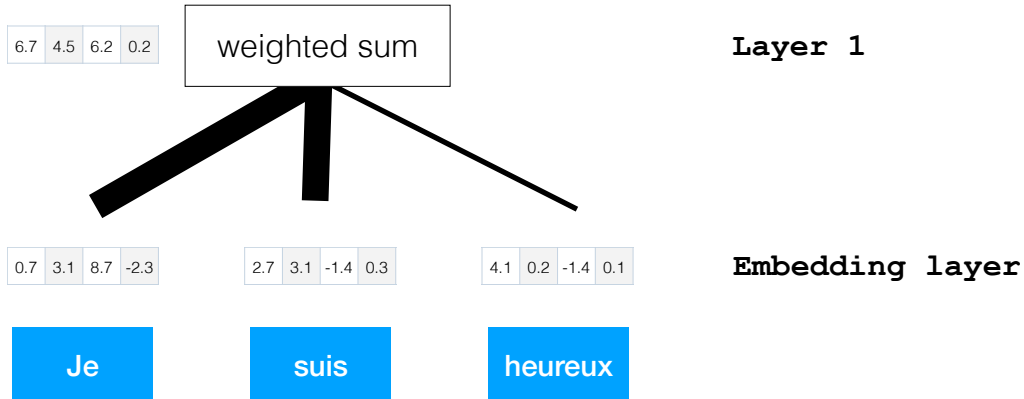 6.7 4.5 6.2 0.2 weighted sum Layer 1
0.7 3.1 8.7 -2.3 2.7 3.1 -1.4 0.3 4.1 0.2 -1.4 0.1 Embedding layer
Je suis heureux